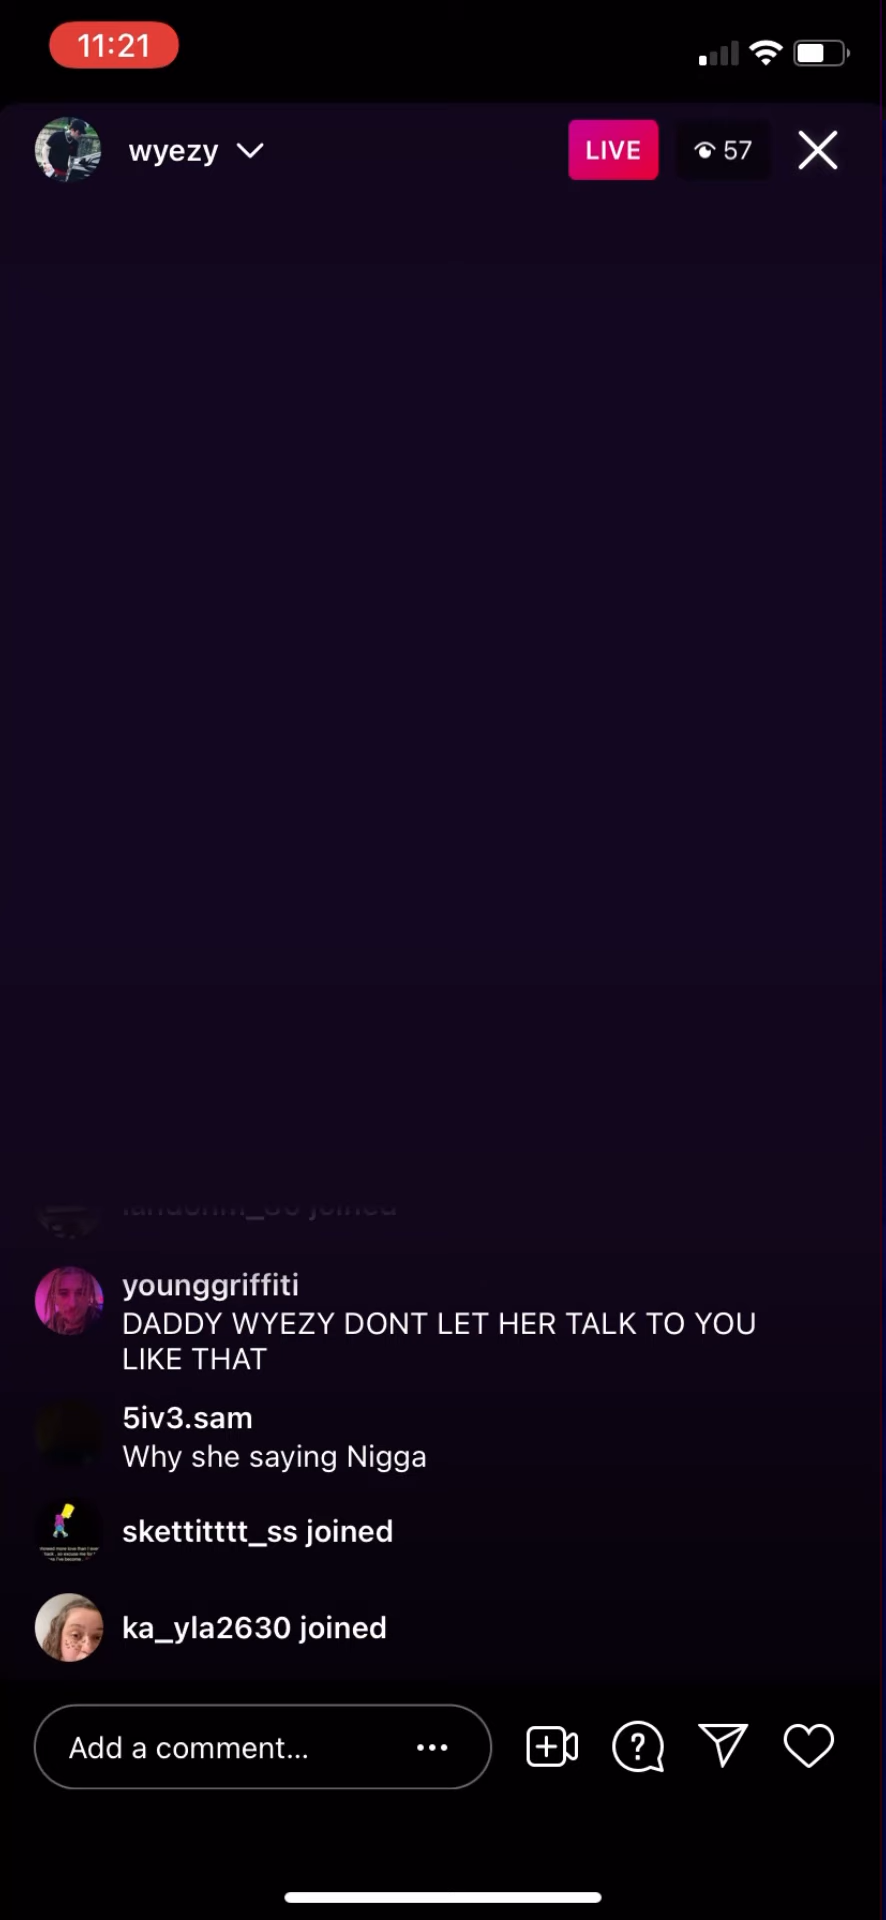 11:21
wyezy
LIVE
57
joined
younggriffiti
DADDY WYEZY DONT LET HER TALK TO YOU
LIKE THAT
5iv3.sam
Why she saying Nigga
skettitttt_ss joined
ka_yla2630 joined
Add a comment...